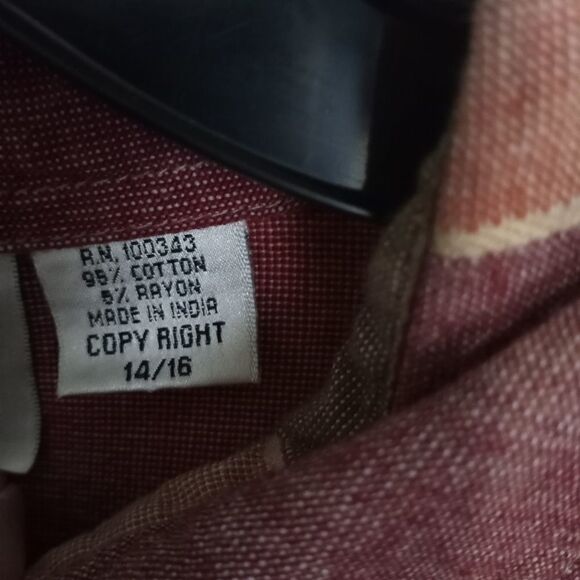 R.N. 100343
95% COTTON
5% RAYON
MADE IN INDIA
COPY RIGHT
14/16